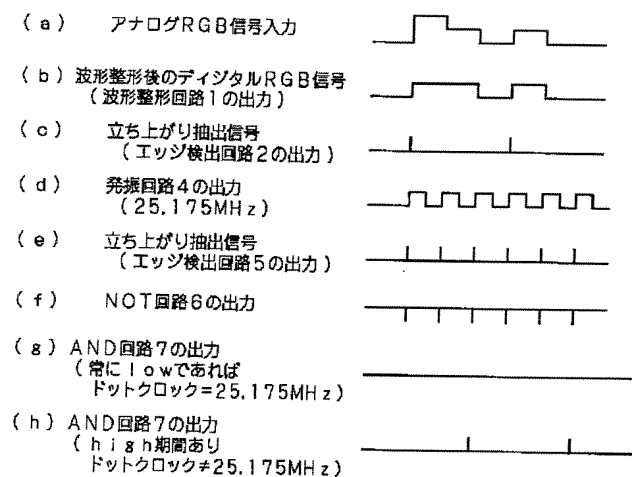 (a) アナログRGB信号入力
(b) 波形整形後のディジタルRGB信号
(波形整形回路1の出力)
(c) 立ち上がり抽出信号
(エッジ検出回路2の出力)
(d) 発振回路4の出力
(25.175MHz)
(e) 立ち上がり抽出信号
(エッジ検出回路5の出力)
(f) NOT回路6の出力
(g) AND回路7の出力
(常にlowであれば
ドットクロック=25.175MHz)
(h) AND回路7の出力
(high期間あり
ドットクロック≠25.175MHz)